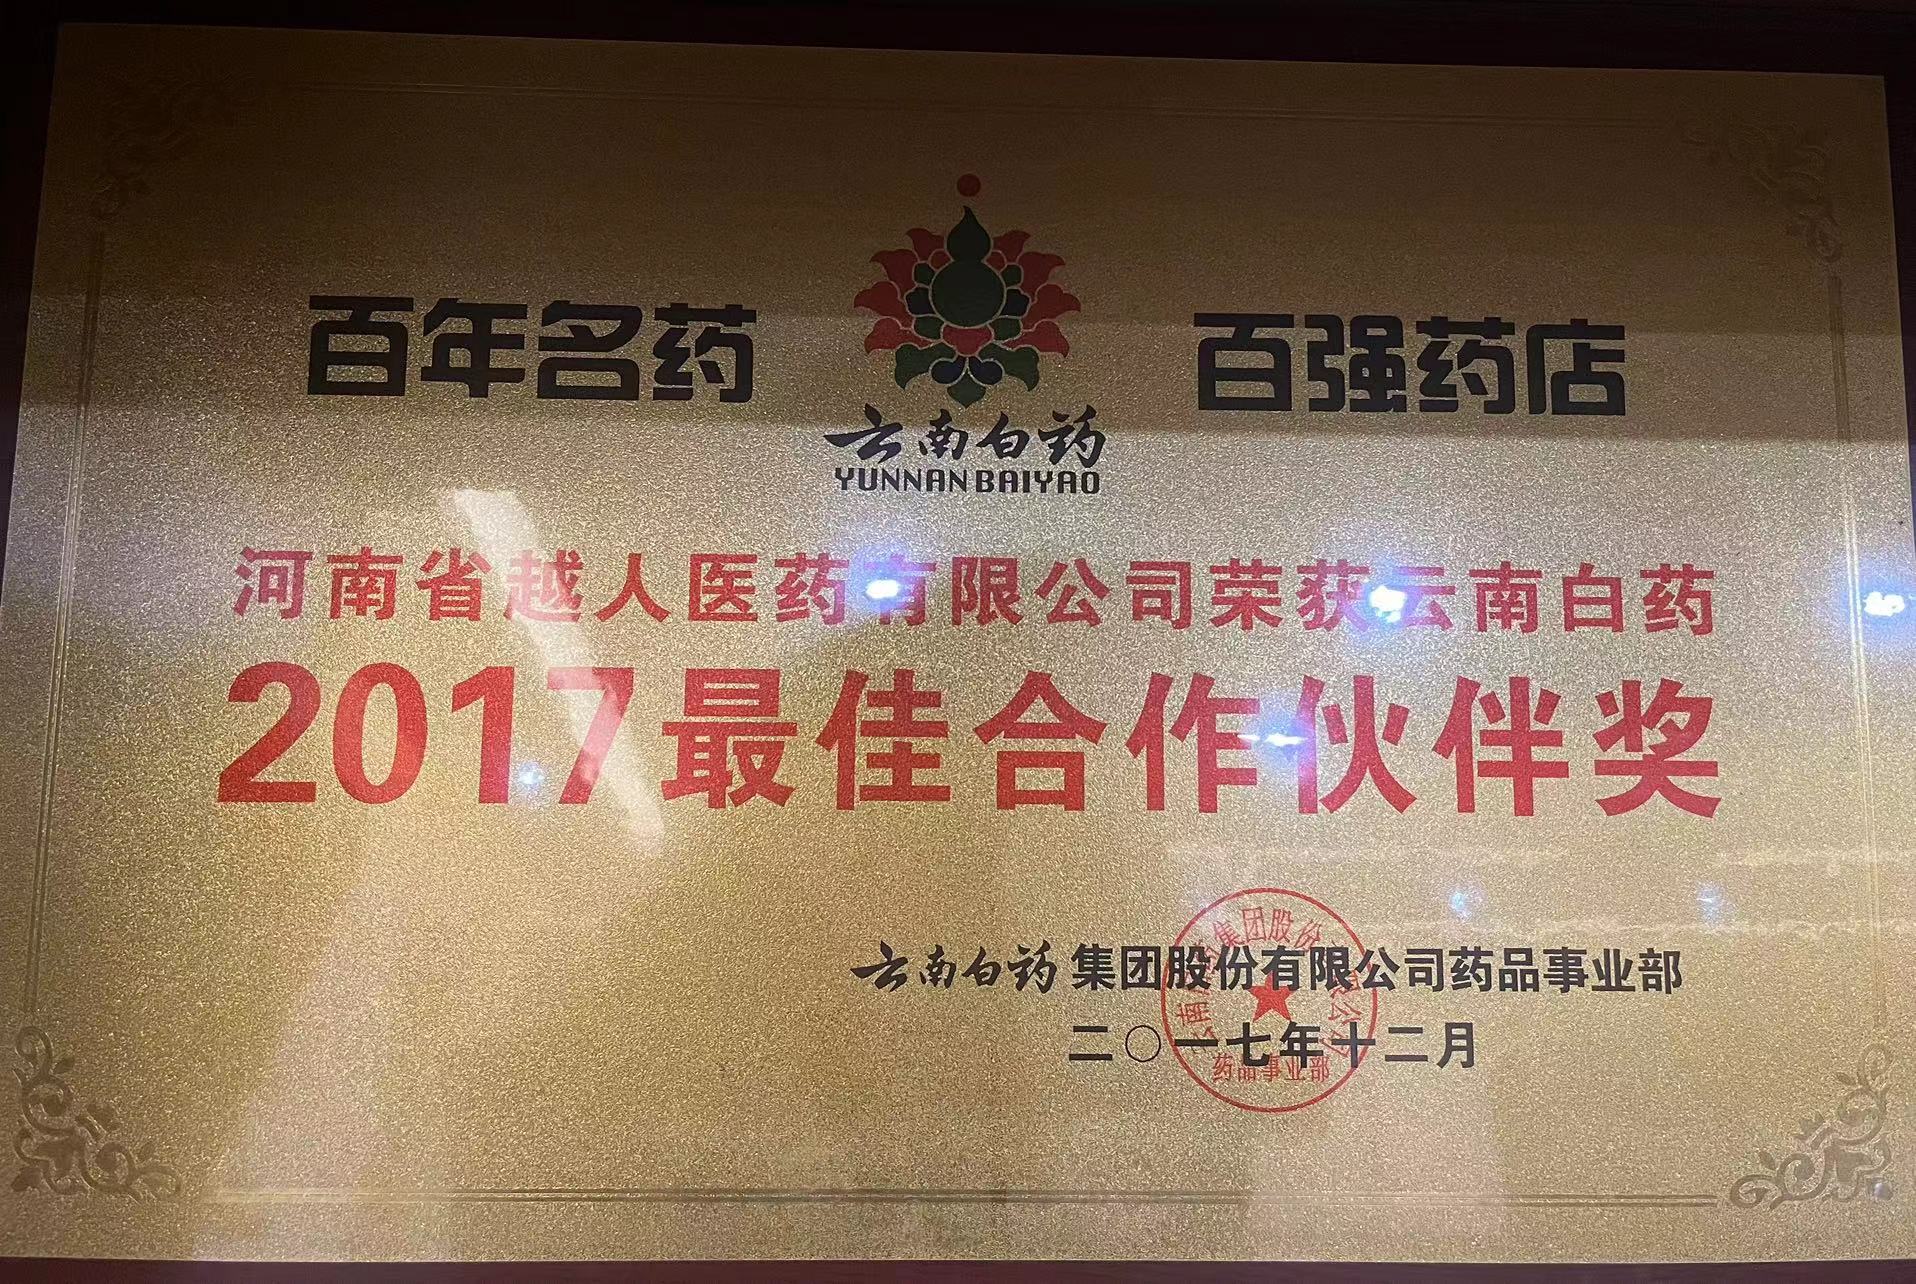 百年名药
云南白药
YUNNAN BAIYAO
百强药店
河南省越人医药有限公司荣获云南白药
2017最佳合作伙伴奖
云南白药集团股份有限公司药品事业部
二〇一七年十二月
药品事业部